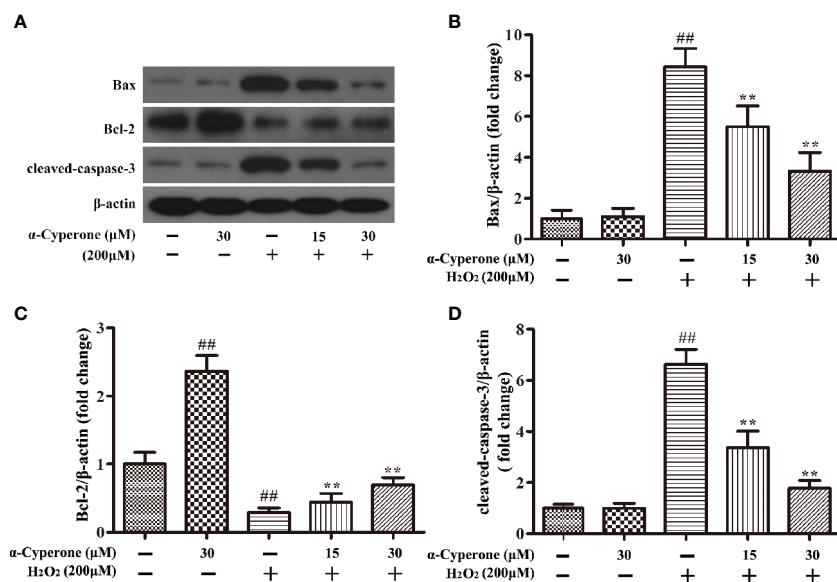 A
Bax
Bcl-2
cleaved-caspase-3
β-actin
α-Cyperone (μM) – 30 – 15 30
(200μM) – – + + +
B
Bax/β-actin (fold change)
10
8
6
4
2
0
##
**
**
α-Cyperone (μM) – 30 – 15 30
H₂O₂ (200μM) – – + + +
C
Bcl-2/β-actin (fold change)
3
2
1
0
##
##
**
**
α-Cyperone (μM) – 30 – 15 30
H₂O₂ (200μM) – – + + +
D
cleaved-caspase-3/β-actin
( fold change)
8
6
4
2
0
##
**
**
α-Cyperone (μM) – 30 – 15 30
H₂O₂ (200μM) – – + + +